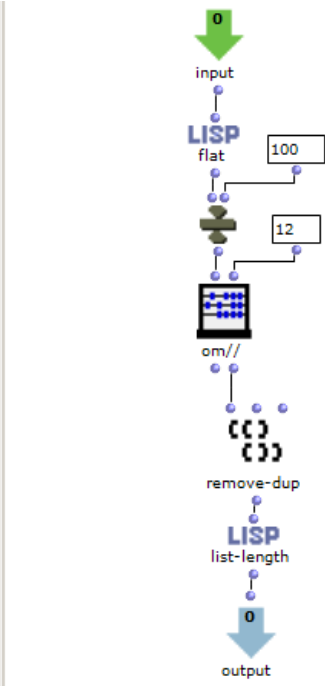 0
input
LISP
flat
100
12
om//
remove-dup
LISP
list-length
0
output